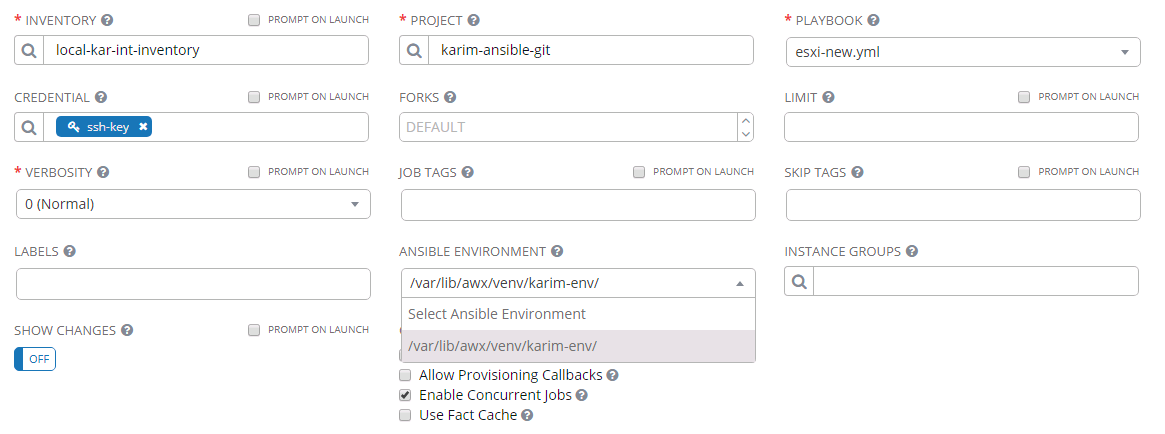 * INVENTORY PROMPT ON LAUNCH
* PROJECT
* PLAYBOOK
local-kar-int-inventory
karim-ansible-git
esxi-new.yml
CREDENTIAL PROMPT ON LAUNCH
FORKS
LIMIT PROMPT ON LAUNCH
ssh-key
DEFAULT
* VERBOSITY PROMPT ON LAUNCH
JOB TAGS PROMPT ON LAUNCH
SKIP TAGS PROMPT ON LAUNCH
0 (Normal)
LABELS
ANSIBLE ENVIRONMENT
INSTANCE GROUPS
/var/lib/awx/venv/karim-env/
Select Ansible Environment
/var/lib/awx/venv/karim-env/
SHOW CHANGES PROMPT ON LAUNCH
OFF
Allow Provisioning Callbacks
Enable Concurrent Jobs
Use Fact Cache